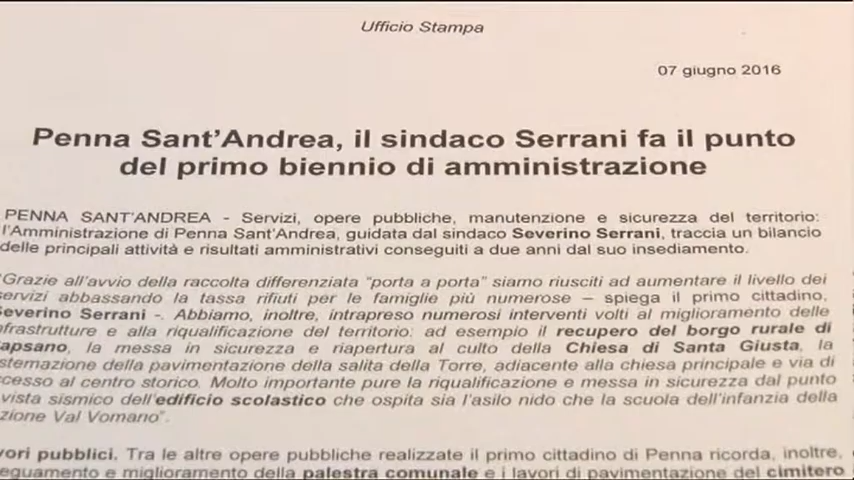 Ufficio Stampa
07 giugno 2016
Penna Sant'Andrea, il sindaco Serrani fa il punto
del primo biennio di amministrazione
PENNA SANT'ANDREA - Servizi, opere pubbliche, manutenzione e sicurezza del territorio:
l'Amministrazione di Penna Sant'Andrea, guidata dal sindaco Severino Serrani, traccia un bilancio
delle principali attività e risultati amministrativi conseguiti a due anni dal suo insediamento.
"Grazie all'avvio della raccolta differenziata "porta a porta" siamo riusciti ad aumentare il livello dei
servizi abbassando la tassa rifiuti per le famiglie più numerose – spiega il primo cittadino,
Severino Serrani -. Abbiamo, inoltre, intrapreso numerosi interventi volti al miglioramento delle
nfrastrutture e alla riqualificazione del territorio: ad esempio il recupero del borgo rurale di
apsano, la messa in sicurezza e riapertura al culto della Chiesa di Santa Giusta, la
stemazione della pavimentazione della salita della Torre, adiacente alla chiesa principale e via di
ccesso al centro storico. Molto importante pure la riqualificazione e messa in sicurezza dal punto
vista sismico dell'edificio scolastico che ospita sia l'asilo nido che la scuola dell'infanzia della
zione Val Vomano".
vori pubblici. Tra le altre opere pubbliche realizzate il primo cittadino di Penna ricorda, inoltre,
eguamento e miglioramento della palestra comunale e i lavori di pavimentazione del cimitero